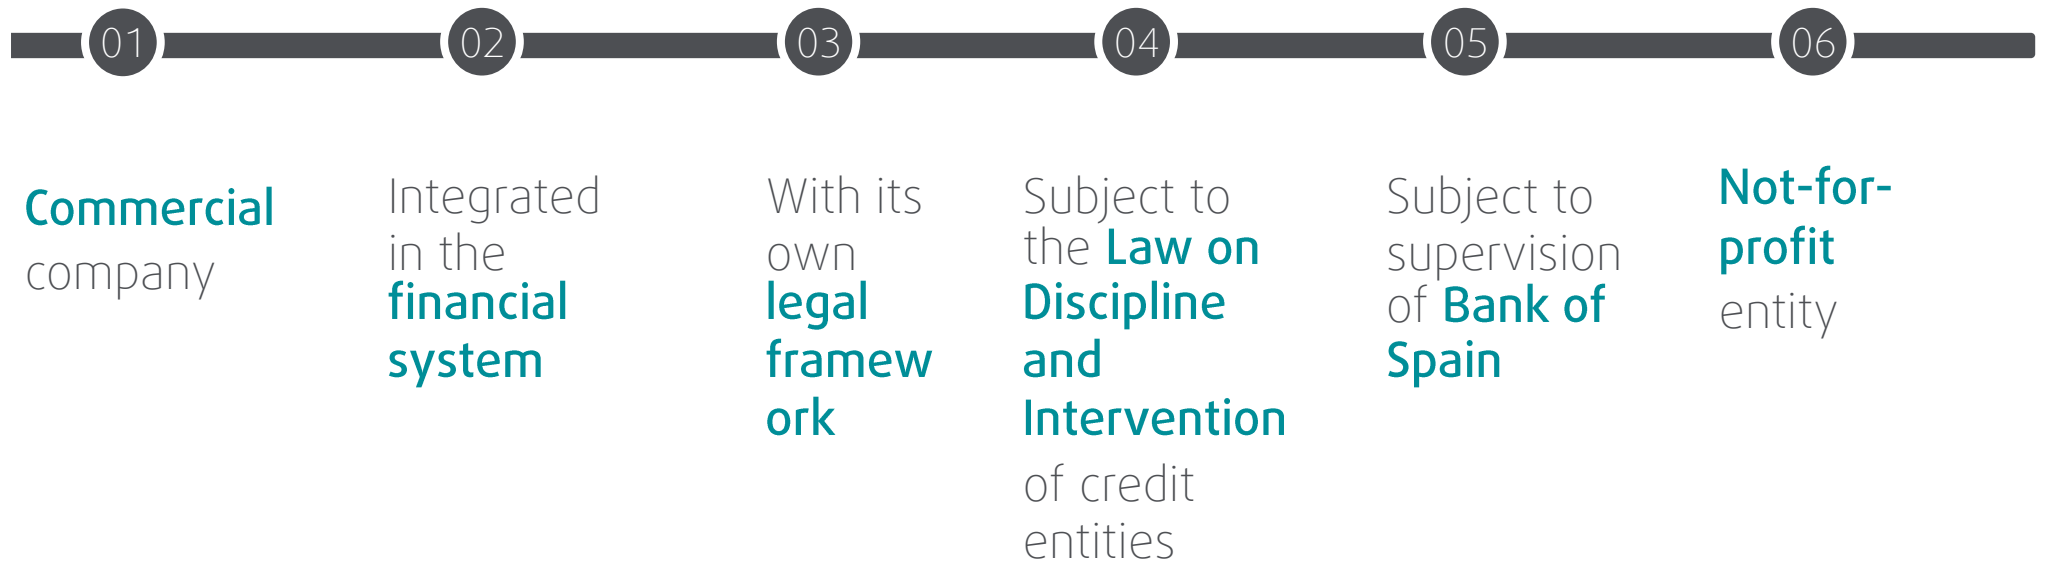 01
Commercial
company
02
Integrated
in the
financial
system
03
With its
own
legal
framew
ork
04
Subject to
the Law on
Discipline
and
Intervention
of credit
entities
05
Subject to
supervision
of Bank of
Spain
06
Not-for-
profit
entity